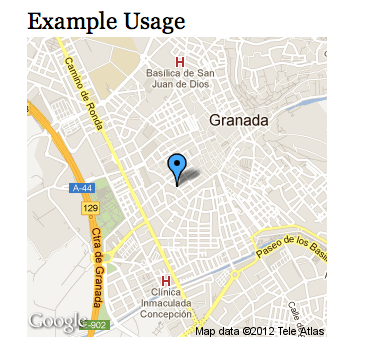 Example Usage
Camino de Ronda
H
Basílica de San
Juan de Dios
Granada
A-44
129
Ctra de Granada
Paseo de los Basi
H
Clínica
Inmaculada
Concepción
Calle de
Google
E-902
Map data ©2012 Tele Atlas